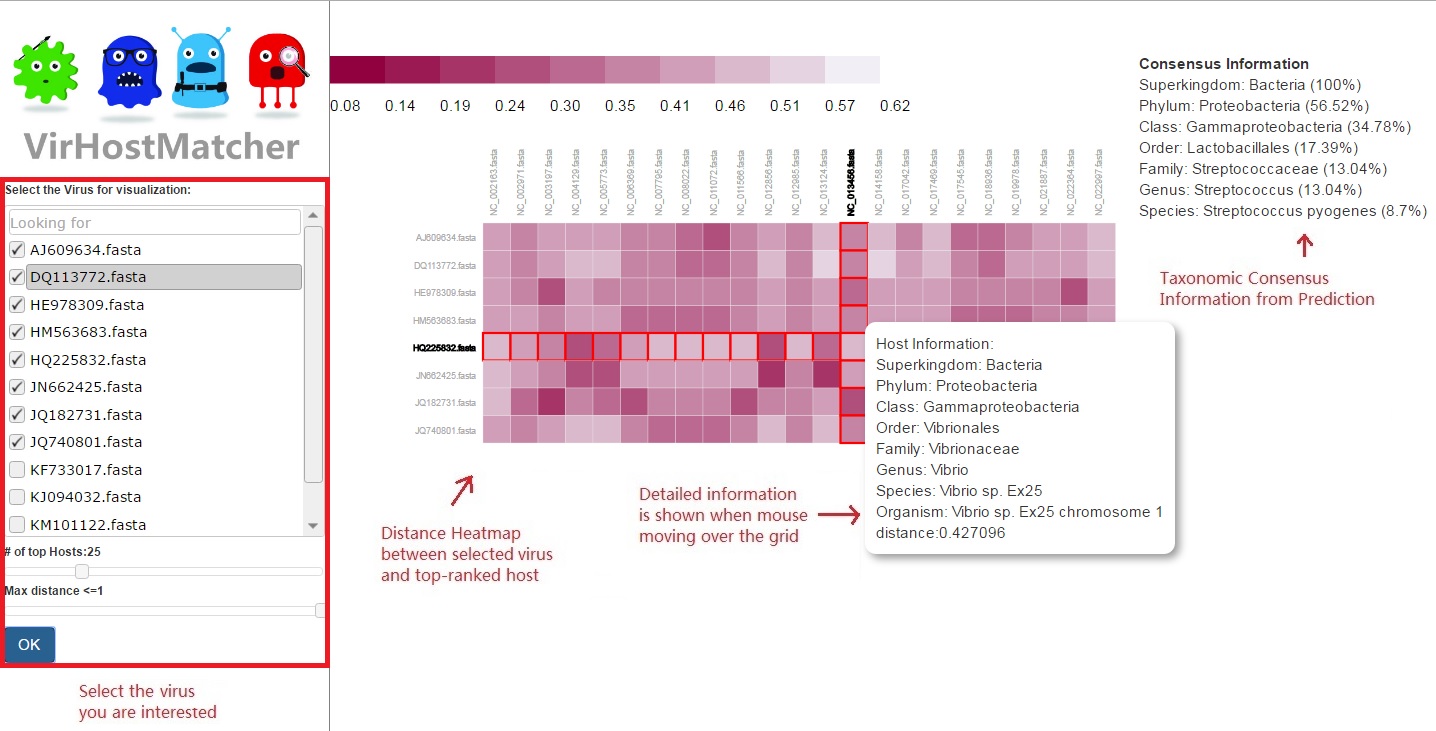 VirHostMatcher
Select the Virus for visualization:
Looking for
AJ609634.fasta
DQ113772.fasta
HE978309.fasta
HM563683.fasta
HQ225832.fasta
JN662425.fasta
JQ182731.fasta
JQ740801.fasta
KF733017.fasta
KJ094032.fasta
KM101122.fasta
# of top Hosts:25
Max distance <=1
OK
Select the virus
you are interested
0.08 0.14 0.19 0.24 0.30 0.35 0.41 0.46 0.51 0.57 0.62
NC_002163.fasta
NC_002971.fasta
NC_003197.fasta
NC_004129.fasta
NC_005773.fasta
NC_006369.fasta
NC_007795.fasta
NC_008022.fasta
NC_011072.fasta
NC_011566.fasta
NC_012856.fasta
NC_012985.fasta
NC_013124.fasta
NC_013456.fasta
NC_014158.fasta
NC_017042.fasta
NC_017469.fasta
NC_017545.fasta
NC_018936.fasta
NC_019978.fasta
NC_021887.fasta
NC_022364.fasta
NC_022997.fasta
AJ609634.fasta
DQ113772.fasta
HE978309.fasta
HM563683.fasta
HQ225832.fasta
JN662425.fasta
JQ182731.fasta
JQ740801.fasta
Distance Heatmap
between selected virus
and top-ranked host
Detailed information
is shown when mouse
moving over the grid
Host Information:
Superkingdom: Bacteria
Phylum: Proteobacteria
Class: Gammaproteobacteria
Order: Vibrionales
Family: Vibrionaceae
Genus: Vibrio
Species: Vibrio sp. Ex25
Organism: Vibrio sp. Ex25 chromosome 1
distance:0.427096
Consensus Information
Superkingdom: Bacteria (100%)
Phylum: Proteobacteria (56.52%)
Class: Gammaproteobacteria (34.78%)
Order: Lactobacillales (17.39%)
Family: Streptococcaceae (13.04%)
Genus: Streptococcus (13.04%)
Species: Streptococcus pyogenes (8.7%)
Taxonomic Consensus
Information from Prediction